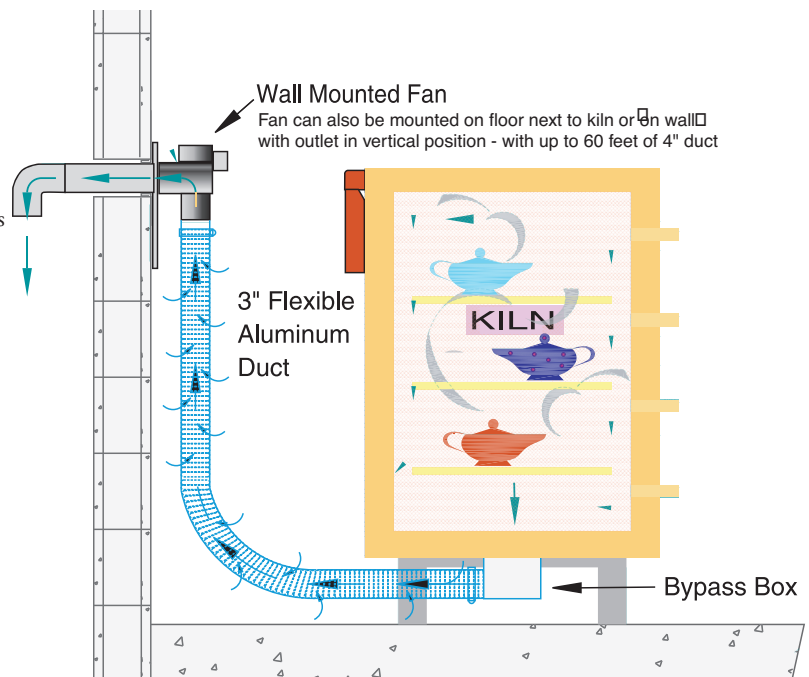 Wall Mounted Fan
Fan can also be mounted on floor next to kiln or on wall
with outlet in vertical position - with up to 60 feet of 4" duct
s
3" Flexible
Aluminum
Duct
KILN
Bypass Box